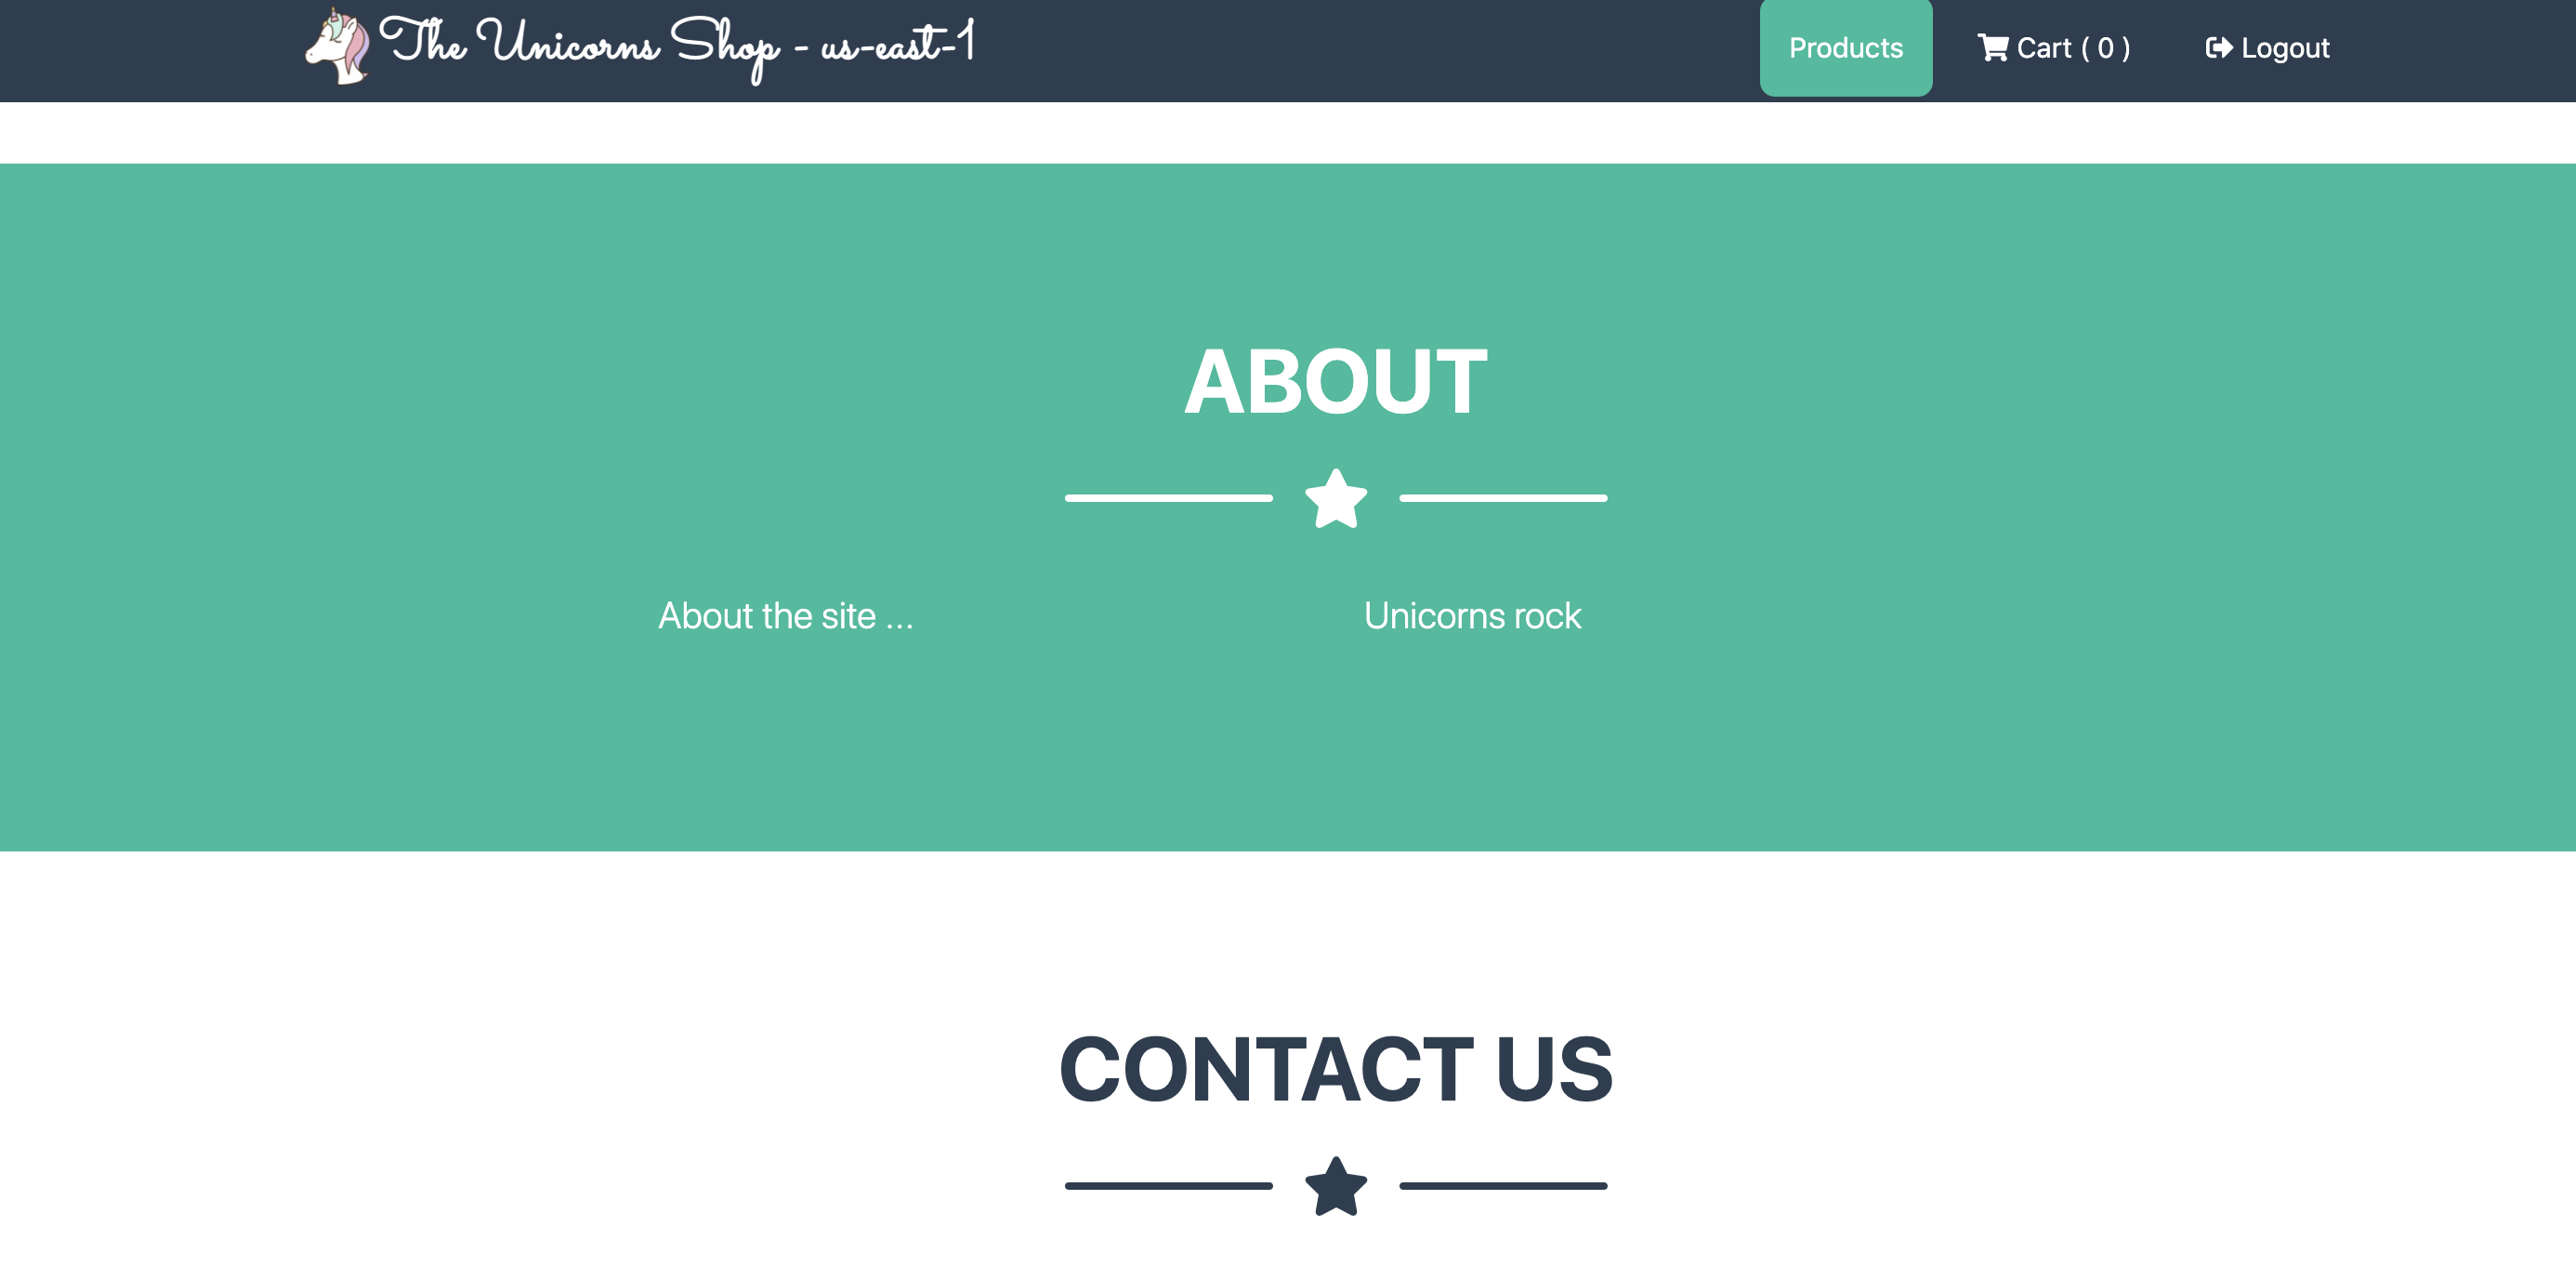 The Unicorns Shop - us-east-1
Products
Cart ( 0 )
Logout
ABOUT
About the site ...
Unicorns rock
CONTACT US